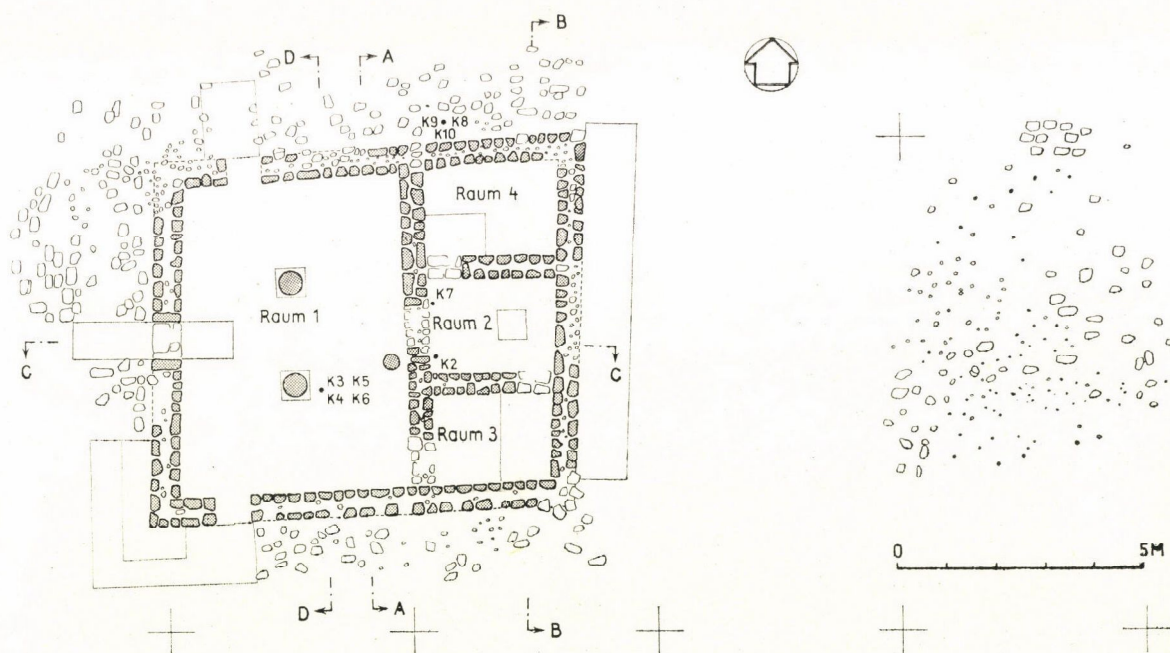 B
D A
K9 K8
K10
Raum 4
K7
Raum 1
Raum 2
C
K2
C
K3 K5
K4 K6
Raum 3
0 5M
D A
B